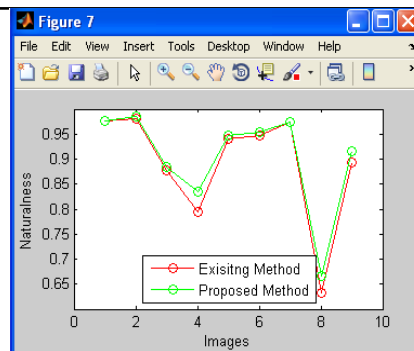 Figure 7
File Edit View Insert Tools Desktop Window Help
0.95
0.9
0.85
0.8
0.75
0.7
0.65
Naturalness
Exisitng Method
Proposed Method
0 2 4 6 8 10
Images